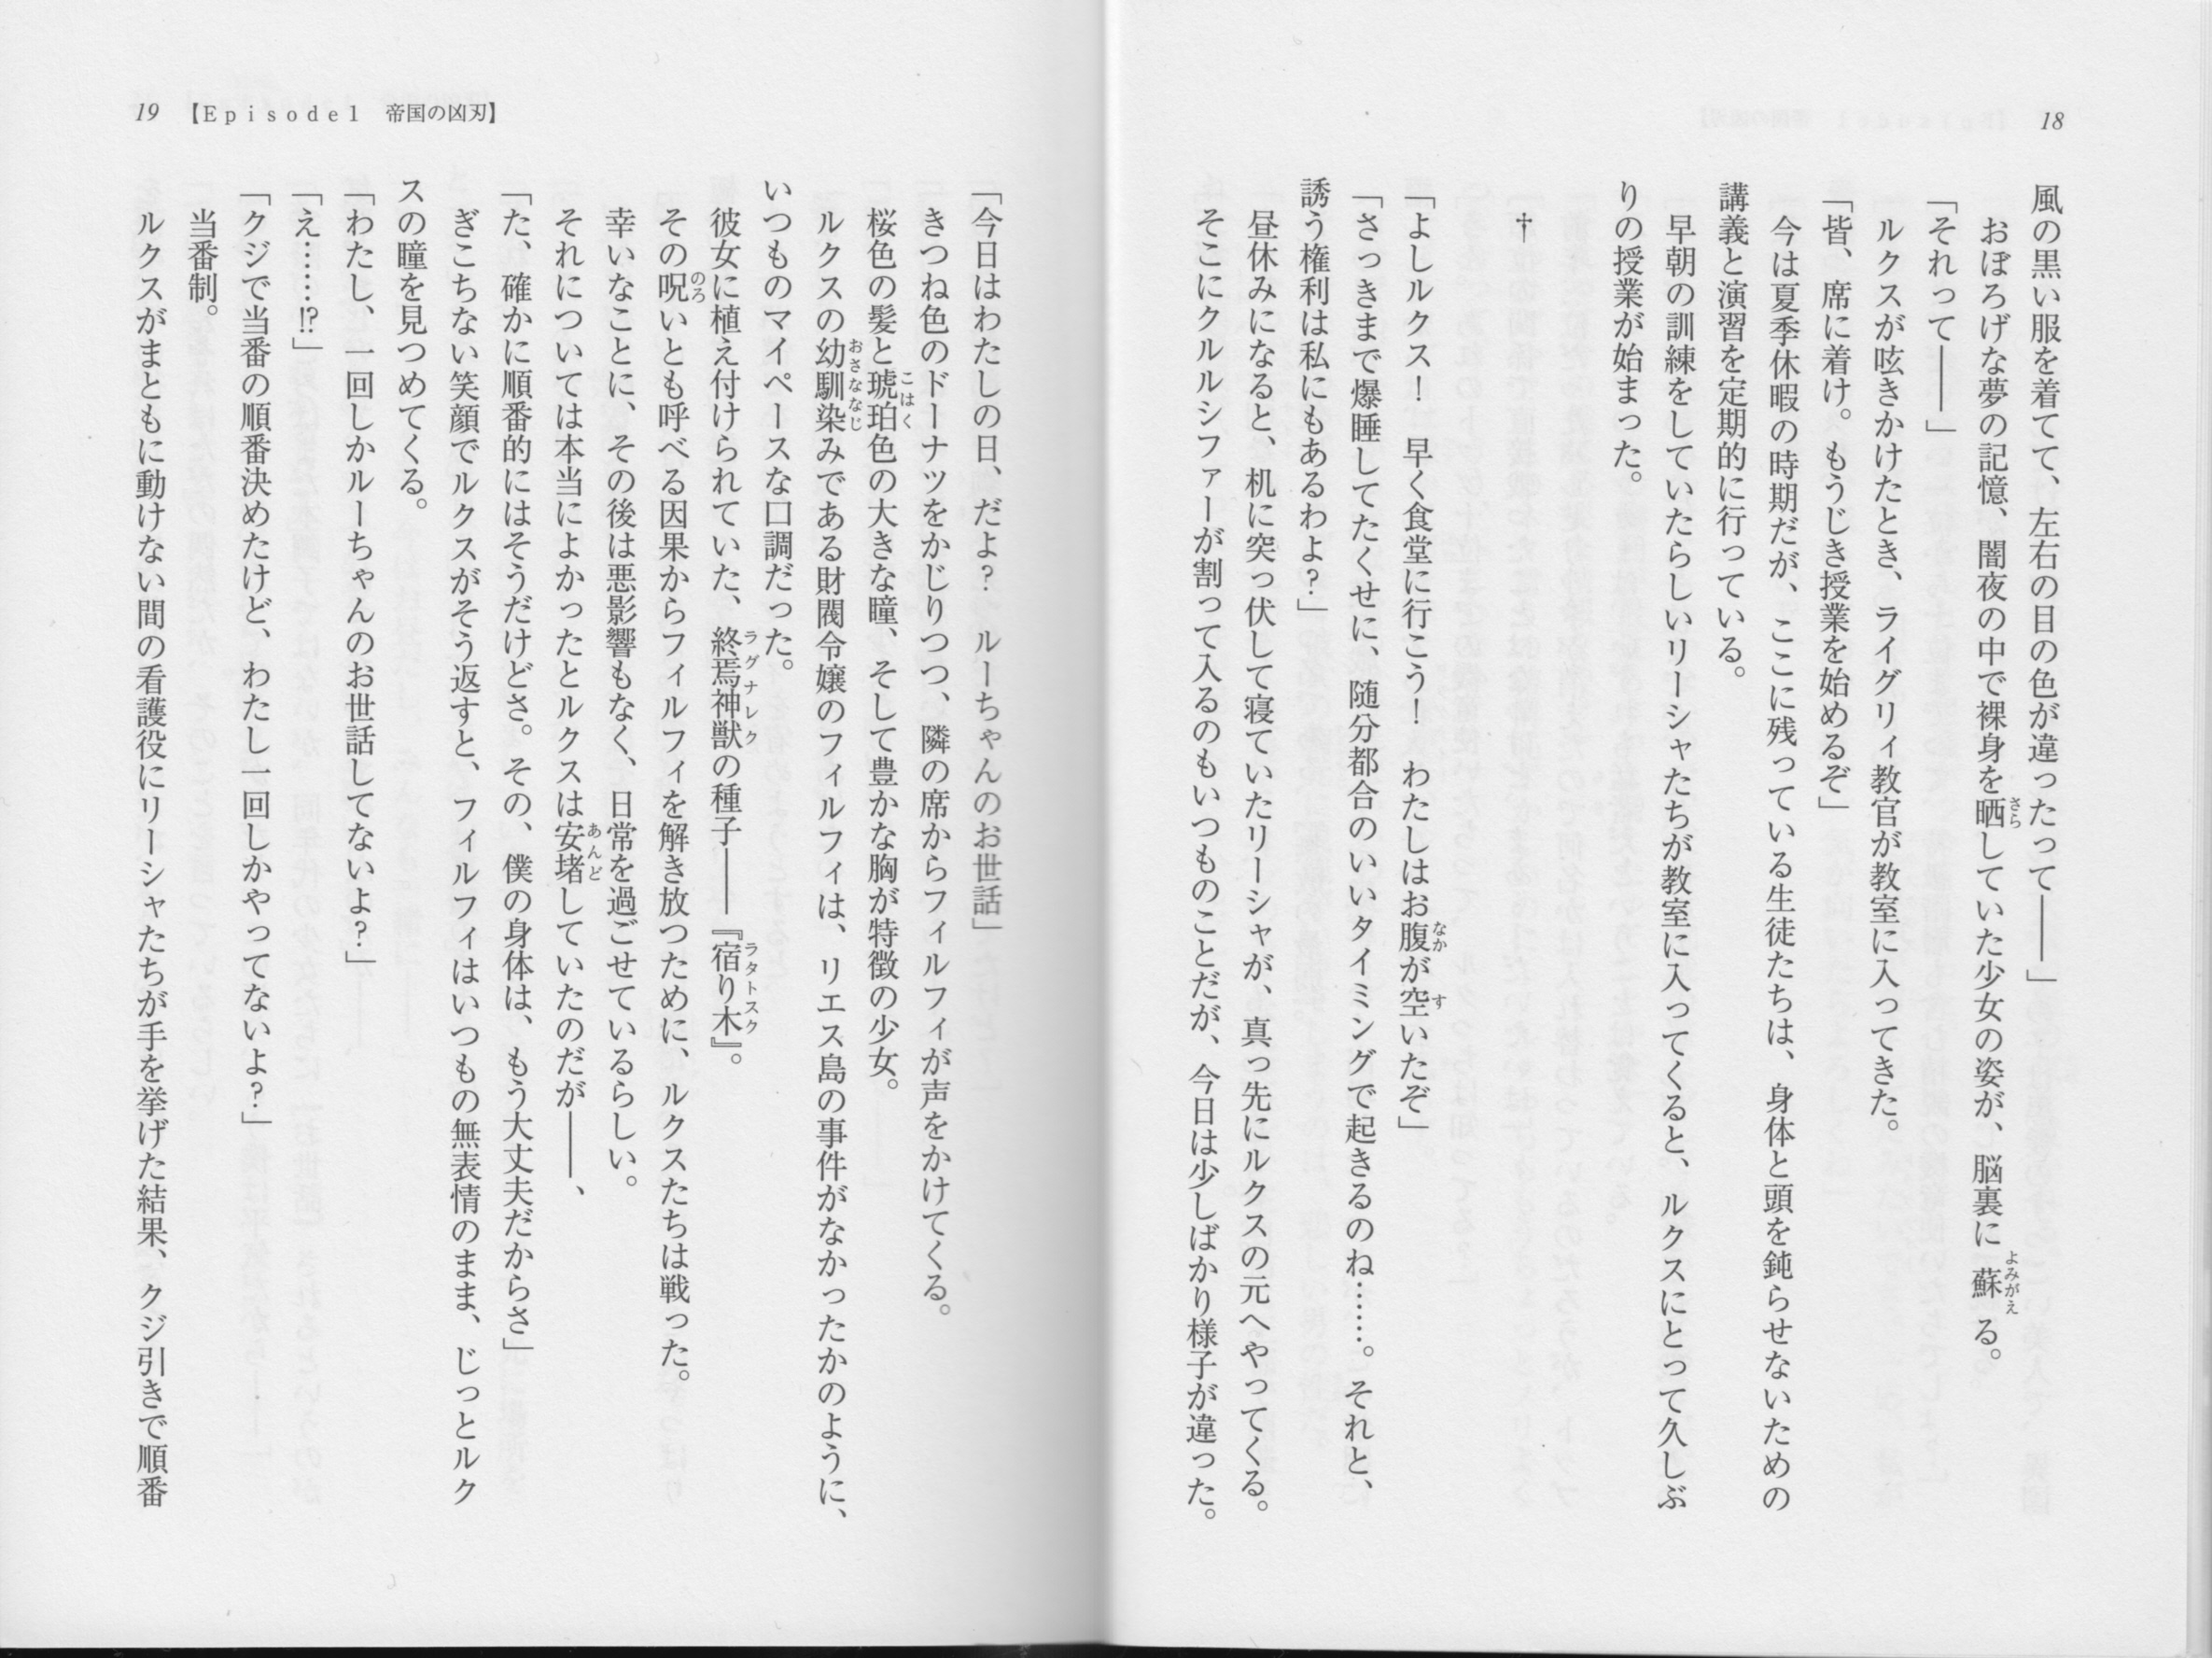 18
風の黒い服を着てて、左右の目の色が違ったって――」
おぼろげな夢の記憶、闇夜の中で裸身を晒していた少女の姿が、脳裏に蘇る。
「それって――」
ルクスが呟きかけたとき、ライグリィ教官が教室に入ってきた。
「皆、席に着け。もうじき授業を始めるぞ」
今は夏季休暇の時期だが、ここに残っている生徒たちは、身体と頭を鈍らせないための
講義と演習を定期的に行っている。
早朝の訓練をしていたらしいリーシャたちが教室に入ってくると、ルクスにとって久しぶ
りの授業が始まった。
†
「よしルクス！　早く食堂に行こう！　わたしはお腹が空いたぞ」
「さっきまで爆睡してたくせに、随分都合のいいタイミングで起きるのね……。それと、
誘う権利は私にもあるわよ？」
昼休みになると、机に突っ伏して寝ていたリーシャが、真っ先にルクスの元へやってくる。
そこにクルルシファーが割って入るのもいつものことだが、今日は少しばかり様子が違った。
19 【Episode1　帝国の凶刃】
「今日はわたしの日、だよ？　ルーちゃんのお世話」
きつね色のドーナツをかじりつつ、隣の席からフィルフィが声をかけてくる。
桜色の髪と琥珀色の大きな瞳、そして豊かな胸が特徴の少女。
ルクスの幼馴染みである財閥令嬢のフィルフィは、リエス島の事件がなかったかのように、
いつものマイペースな口調だった。
彼女に植え付けられていた、終焉神獣の種子――『宿り木』。
その呪いとも呼べる因果からフィルフィを解き放つために、ルクスたちは戦った。
幸いなことに、その後は悪影響もなく、日常を過ごせているらしい。
それについては本当によかったとルクスは安堵していたのだが――、
「た、確かに順番的にはそうだけどさ。その、僕の身体は、もう大丈夫だからさ」
ぎこちない笑顔でルクスがそう返すと、フィルフィはいつもの無表情のまま、じっとルク
スの瞳を見つめてくる。
「わたし、一回しかルーちゃんのお世話してないよ？」
「え……⁉」
「クジで当番の順番決めたけど、わたし一回しかやってないよ？」
当番制。
ルクスがまともに動けない間の看護役にリーシャたちが手を挙げた結果、クジ引きで順番